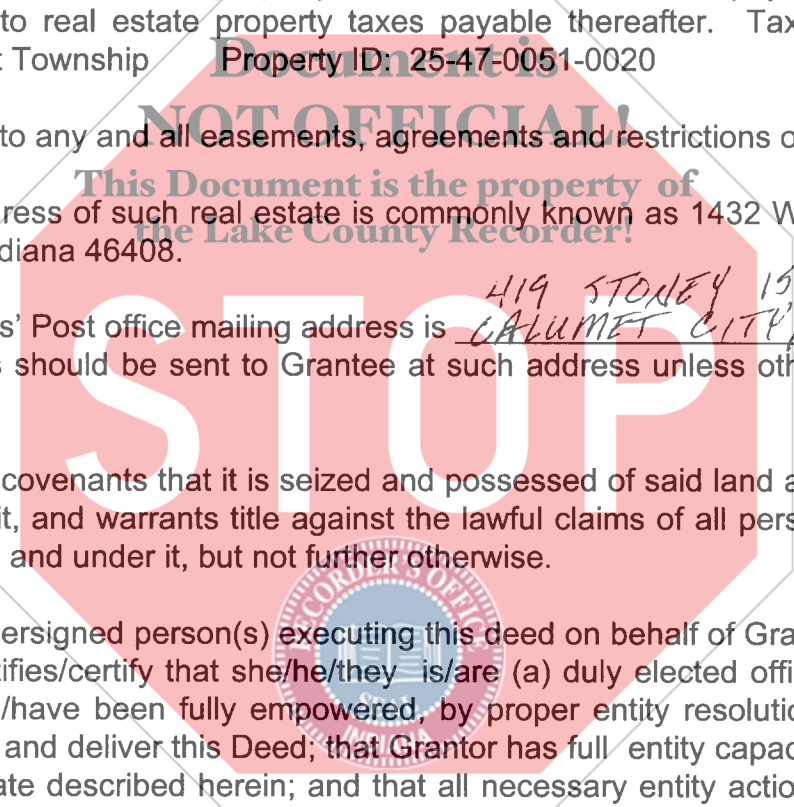 to real estate property taxes payable thereafter. Tax
t Township Property ID: 25-47-0051-0020
Document is
NOT OFFICIAL!
to any and all easements, agreements and restrictions o
This Document is the property of
ress of such real estate is commonly known as 1432 W
the Lake County Recorder!
diana 46408.
419 STONEY IS
s' Post office mailing address is CALUMET CITY,
s should be sent to Grantee at such address unless oth
STOP
covenants that it is seized and possessed of said land a
it, and warrants title against the lawful claims of all pers
and under it, but not further otherwise.
RECORDER'S OFFICE
ersigned person(s) executing this deed on behalf of Gra
tifies/certify that she/he/they is/are (a) duly elected offi
/have been fully empowered, by proper entity resolutio
SEAL
and deliver this Deed; that Grantor has full entity capac
INDIANA
ate described herein; and that all necessary entity actio